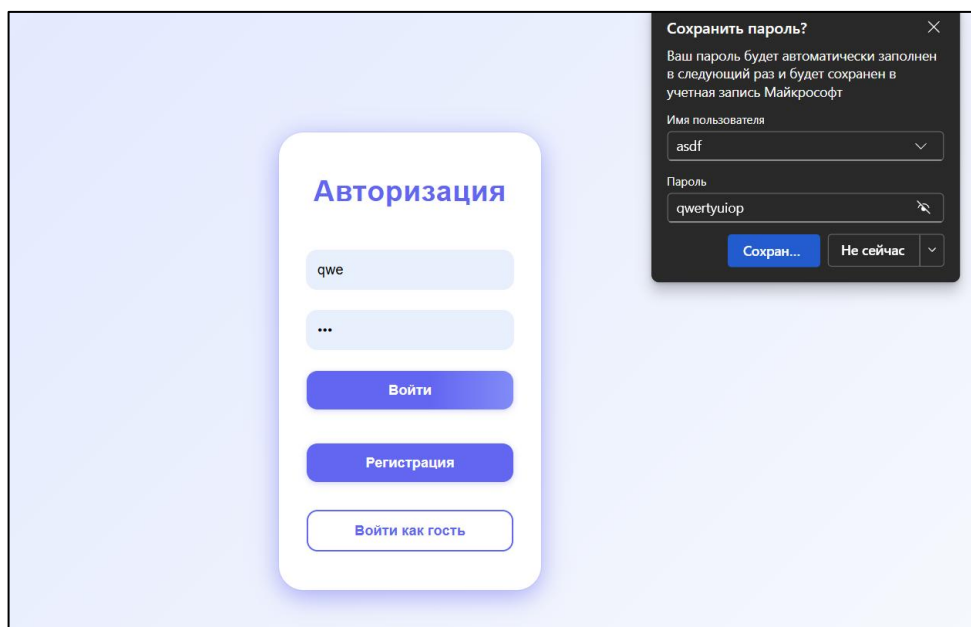 Сохранить пароль?
Ваш пароль будет автоматически заполнен
в следующий раз и будет сохранен в
учетная запись Майкрософт
Имя пользователя
asdf
Пароль
qwertyuiop
Сохран...
Не сейчас
Авторизация
qwe
•••
Войти
Регистрация
Войти как гость